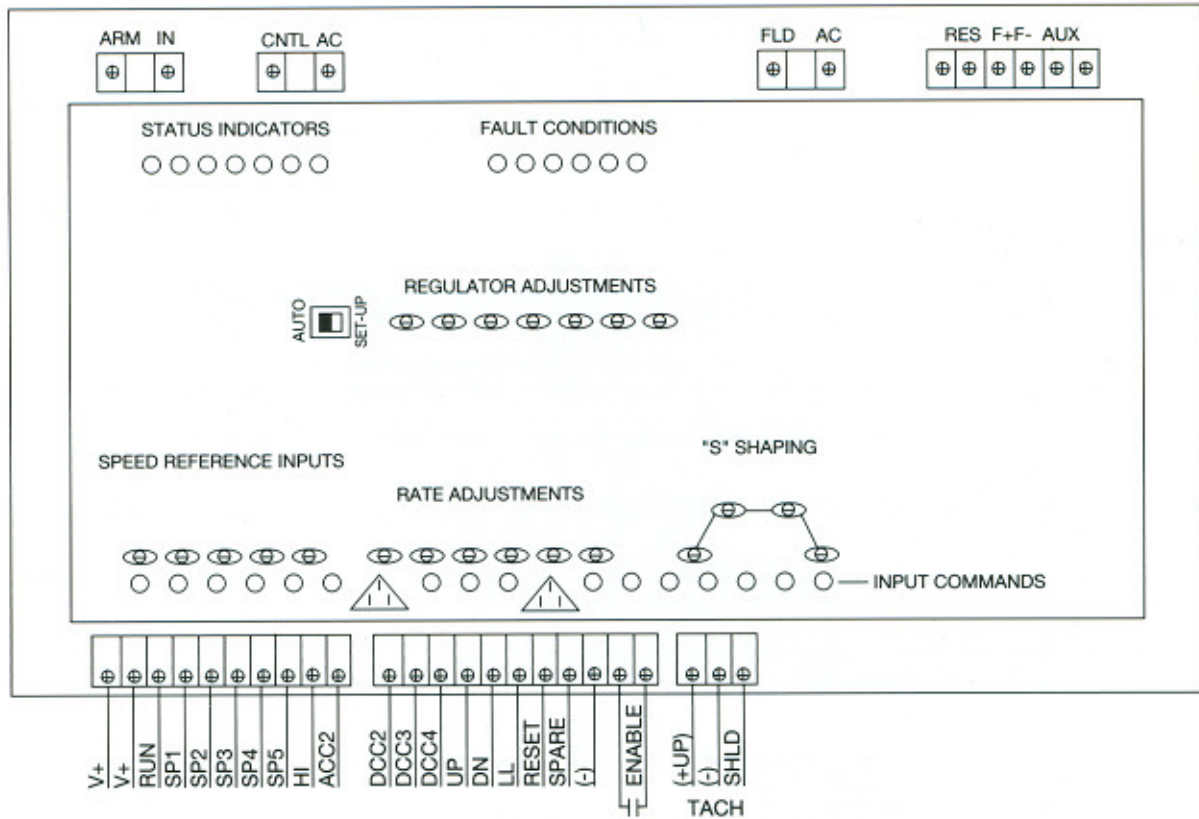 ARM IN
CNTL AC
FLD AC
RES F+F- AUX
STATUS INDICATORS
FAULT CONDITIONS
REGULATOR ADJUSTMENTS
AUTO
SET-UP
"S" SHAPING
SPEED REFERENCE INPUTS
RATE ADJUSTMENTS
INPUT COMMANDS
V+
V+
RUN
SP1
SP2
SP3
SP4
SP5
HI
ACC2
DCC2
DCC3
DCC4
UP
DN
LL
RESET
SPARE
(-)
ENABLE
(+UP)
(-)
SHLD
TACH